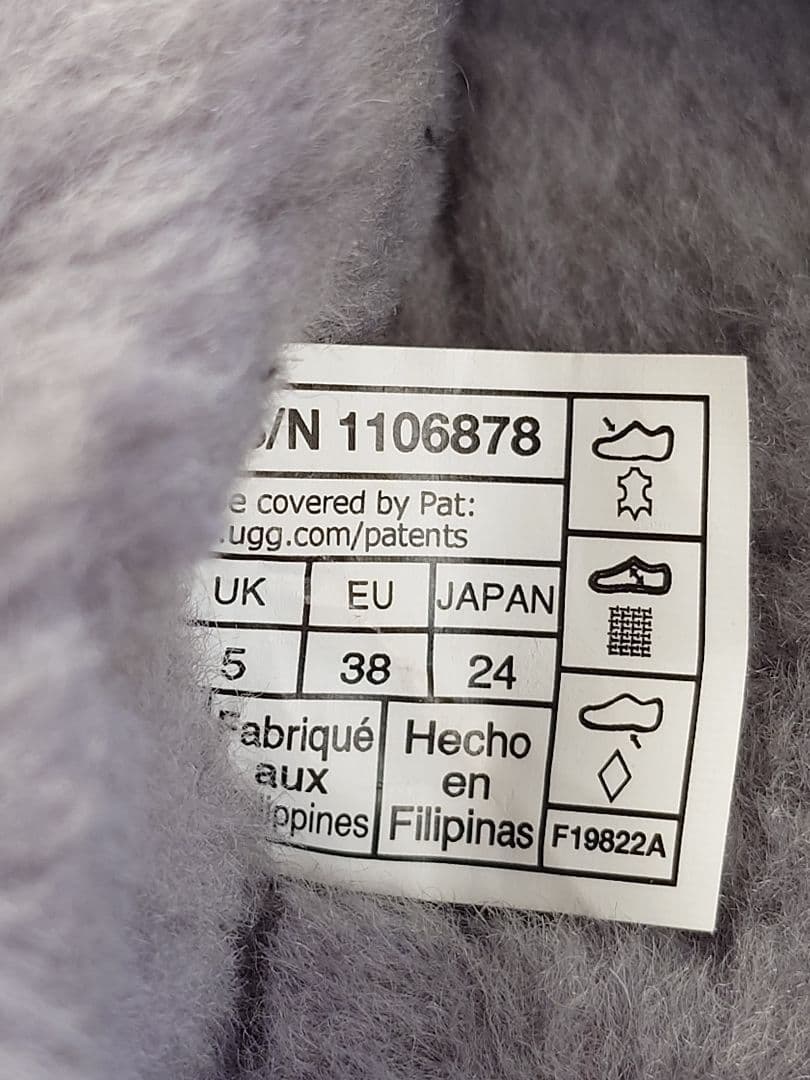 /N 1106878
e covered by Pat:
.ugg.com/patents
UK EU JAPAN
5 38 24
Fabriqué
aux
ippines
Hecho
en
Filipinas
F19822A